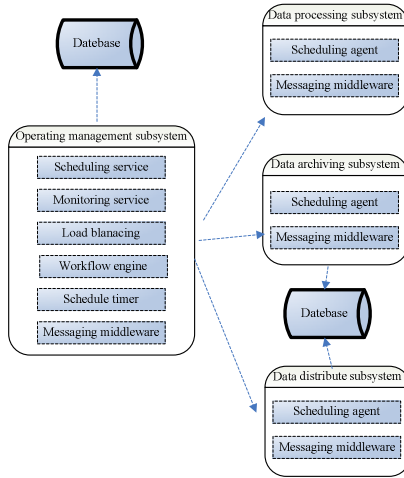 Datebase
Operating management subsystem
Scheduling service
Monitoring service
Load blanacing
Workflow engine
Schedule timer
Messaging middleware
Data processing subsystem
Scheduling agent
Messaging middleware
Data archiving subsystem
Scheduling agent
Messaging middleware
Datebase
Data distribute subsystem
Scheduling agent
Messaging middleware